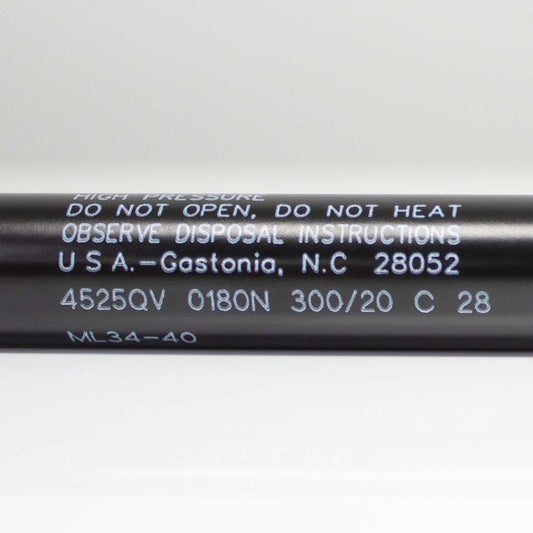 HIGH PRESSURE
DO NOT OPEN, DO NOT HEAT
OBSERVE DISPOSAL INSTRUCTIONS
U S A.-Gastonia, N.C 28052
4525QV 0180N 300/20 C 28
ML34-40